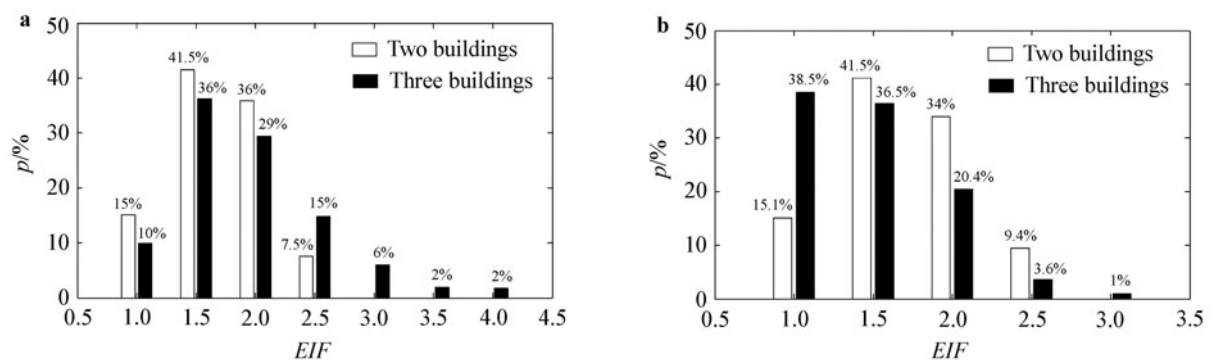 a
50
40
30
20
10
0
p/%
Two buildings
Three buildings
15%
10%
41.5%
36%
36%
29%
7.5%
15%
6%
2%
2%
0.5 1.0 1.5 2.0 2.5 3.0 3.5 4.0 4.5
EIF
b
50
40
30
20
10
0
p/%
Two buildings
Three buildings
15.1%
38.5%
41.5%
36.5%
34%
20.4%
9.4%
3.6%
1%
0.5 1.0 1.5 2.0 2.5 3.0 3.5
EIF